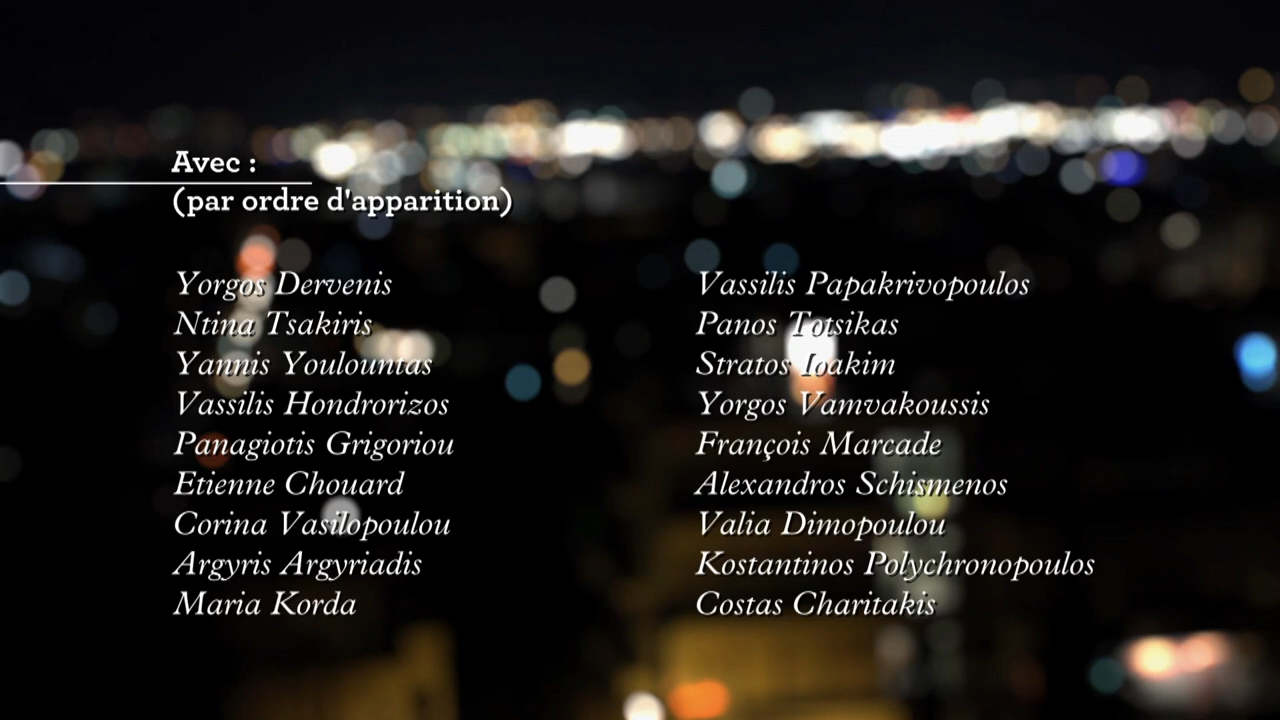 Avec :
(par ordre d'apparition)
Yorgos Dervenis
Ntina Tsakiris
Yannis Youlountas
Vassilis Hondrorizos
Panagiotis Grigoriou
Etienne Chouard
Corina Vasilopoulou
Argyris Argyriadis
Maria Korda
Vassilis Papakrivopoulos
Panos Totsikas
Stratos Ioakim
Yorgos Vamvakoussis
François Marcade
Alexandros Schismenos
Valia Dimopoulou
Kostantinos Polychronopoulos
Costas Charitakis